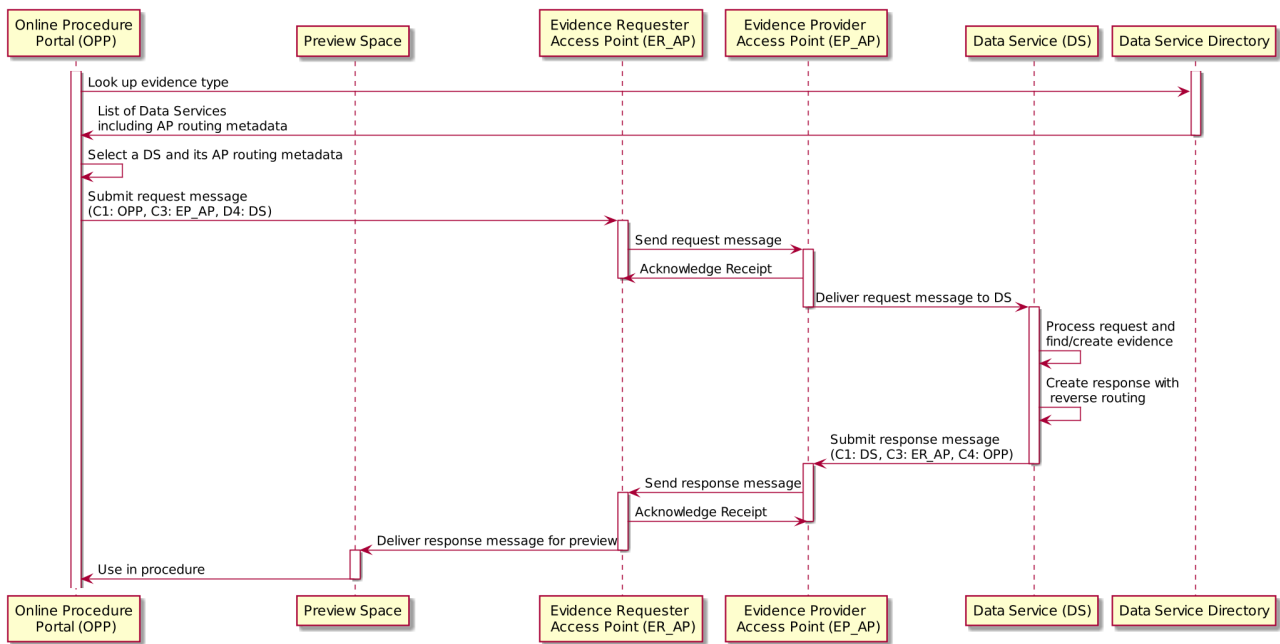 Online Procedure
Portal (OPP)
Preview Space
Evidence Requester
Access Point (ER_AP)
Evidence Provider
Access Point (EP_AP)
Data Service (DS)
Data Service Directory
Look up evidence type
List of Data Services
including AP routing metadata
Select a DS and its AP routing metadata
Submit request message
(C1: OPP, C3: EP_AP, D4: DS)
Send request message
Acknowledge Receipt
Deliver request message to DS
Process request and
find/create evidence
Create response with
reverse routing
Submit response message
(C1: DS, C3: ER_AP, C4: OPP)
Send response message
Acknowledge Receipt
Deliver response message for preview
Use in procedure
Online Procedure
Portal (OPP)
Preview Space
Evidence Requester
Access Point (ER_AP)
Evidence Provider
Access Point (EP_AP)
Data Service (DS)
Data Service Directory